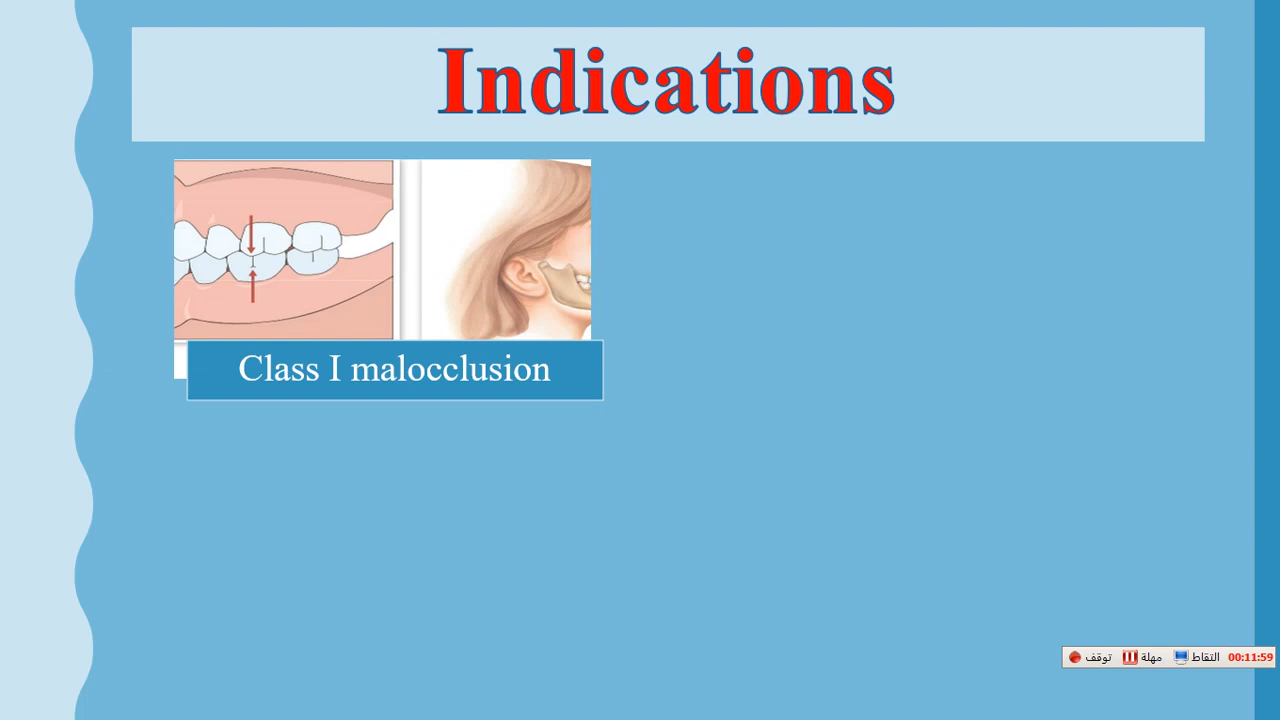 Indications
Class I malocclusion
توقف مهلة التقاط 00:11:59